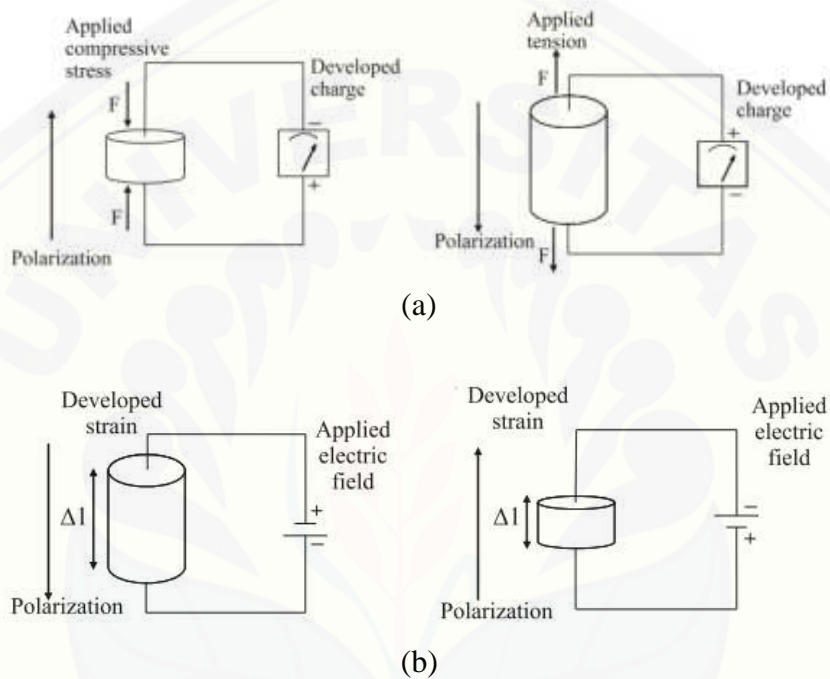 Applied
compressive
stress
F
F
Polarization
Developed
charge
−
+
Applied
tension
F
F
Polarization
Developed
charge
+
−
(a)
Developed
strain
Δl
Polarization
Applied
electric
field
+
−
Developed
strain
Δl
Polarization
Applied
electric
field
−
+
(b)
UNIVERSITAS